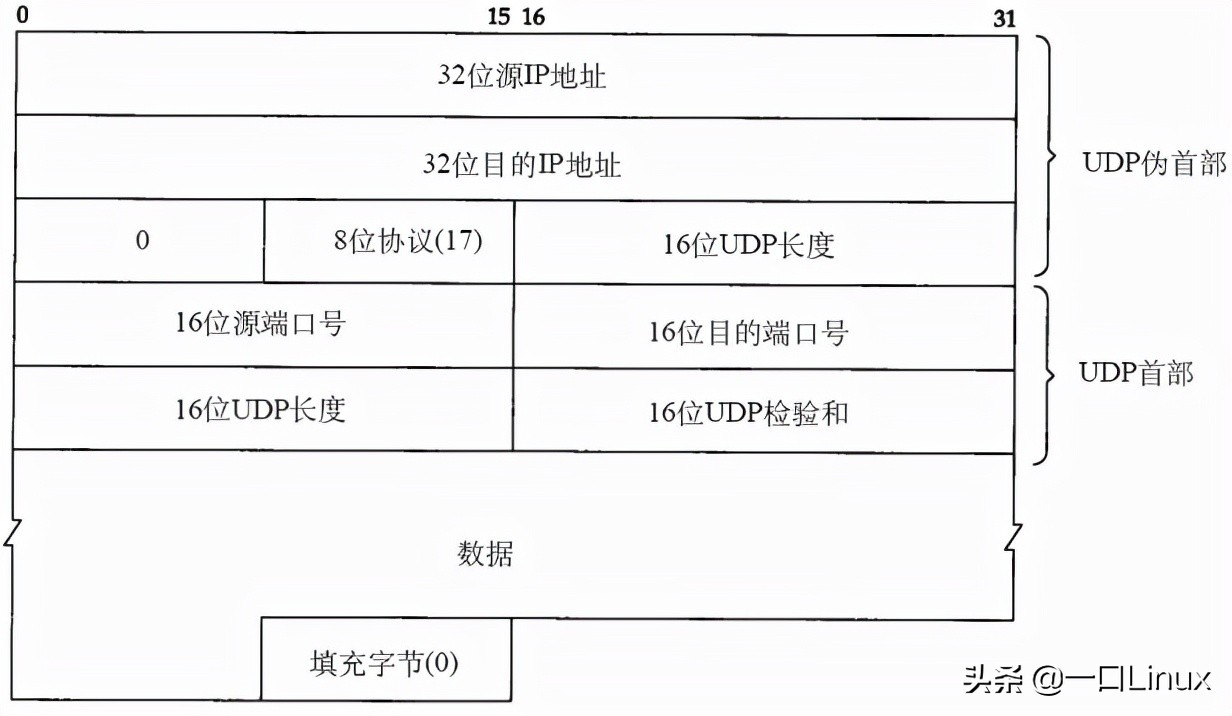 0 15 16 31
32位源IP地址
32位目的IP地址
UDP伪首部
0 8位协议(17) 16位UDP长度
16位源端口号 16位目的端口号
UDP首部
16位UDP长度 16位UDP检验和
数据
填充字节(0)
头条 @一口Linux